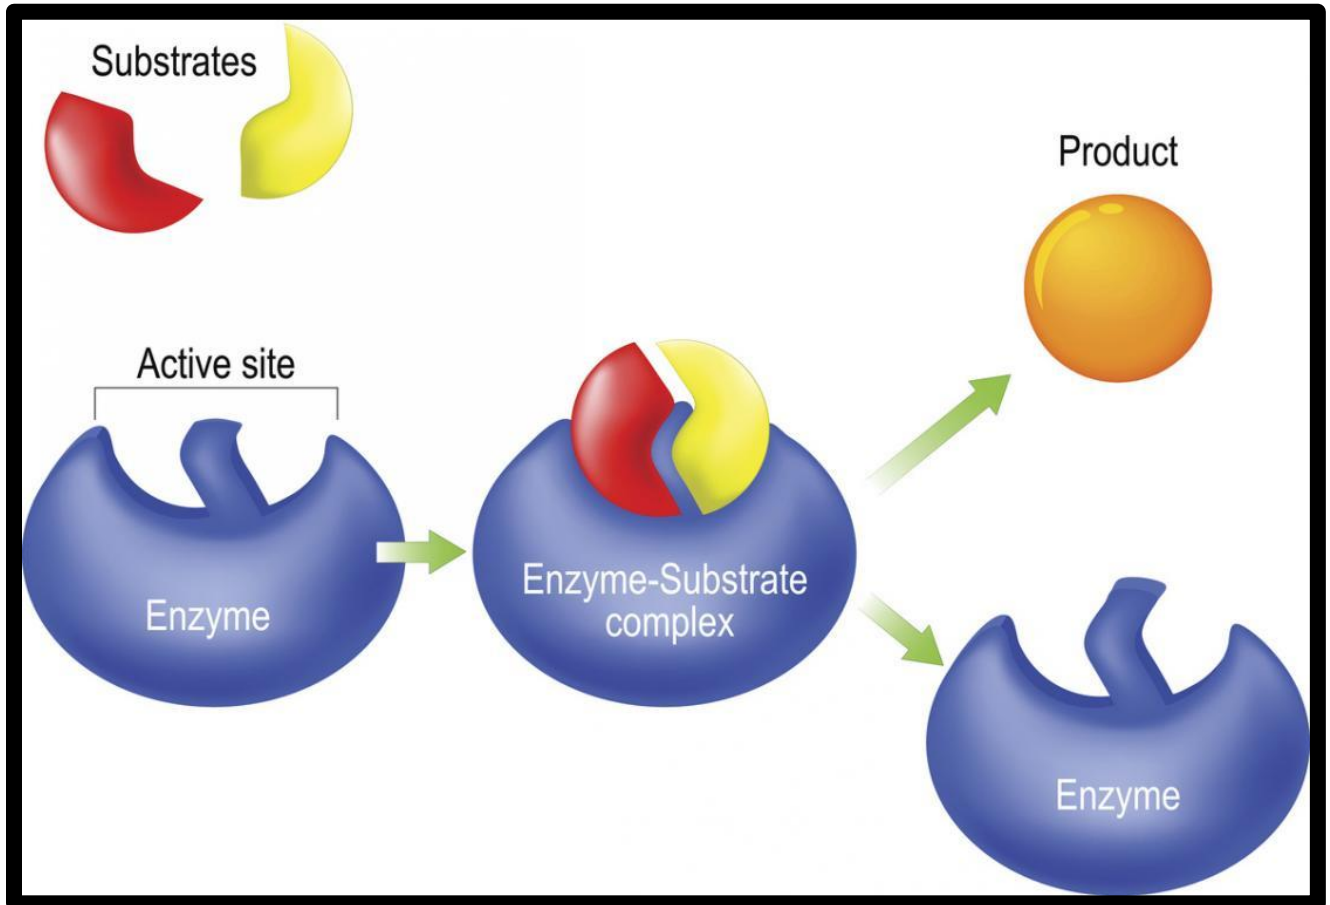 Substrates
Product
Active site
Enzyme
Enzyme-Substrate
complex
Enzyme